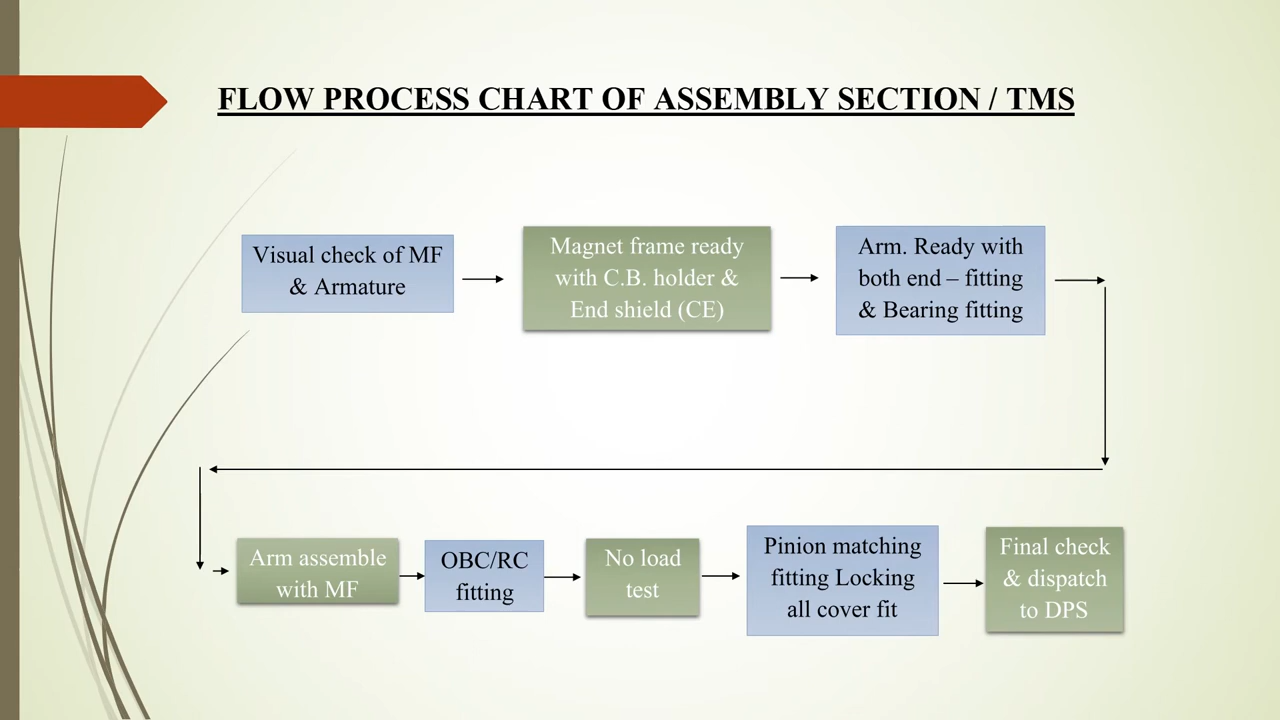 FLOW PROCESS CHART OF ASSEMBLY SECTION / TMS
Visual check of MF
& Armature
Magnet frame ready
with C.B. holder &
End shield (CE)
Arm. Ready with
both end – fitting
& Bearing fitting
Arm assemble
with MF
OBC/RC
fitting
No load
test
Pinion matching
fitting Locking
all cover fit
Final check
& dispatch
to DPS